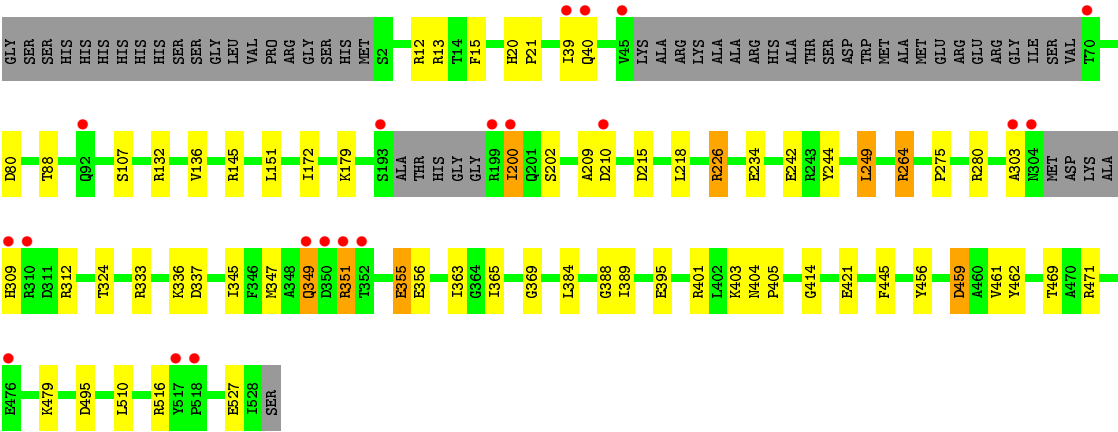 GLY SER SER HIS HIS HIS HIS HIS HIS SER SER GLY LEU VAL PRO ARG GLY SER HIS MET S2 R12 R13 T14 F15 H20 P21 I39 Q40 V45 LYS ALA ARG LYS ALA ALA ARG HIS ALA THR SER ASP TRP MET ALA MET GLU ARG GLU ARG GLY ILE SER VAL T70
D80 T88 Q92 S107 R132 V136 R145 L151 I172 K179 S193 ALA THR HIS GLY GLY R199 I200 Q201 S202 A209 D210 D215 L218 R226 E234 E242 R243 Y244 L249 R264 P275 R280 A303 N304 MET ASP LYS ALA
H309 R310 D311 R312 T324 R333 K336 D337 I345 F346 M347 A348 Q349 D350 R351 T352 E355 E356 I363 G364 I365 G369 L384 G388 I389 E395 R401 L402 K403 N404 P405 G414 E421 F445 Y456 D459 A460 V461 Y462 T469 A470 R471
E476 K479 D495 L510 R516 Y517 P518 E527 I528 SER